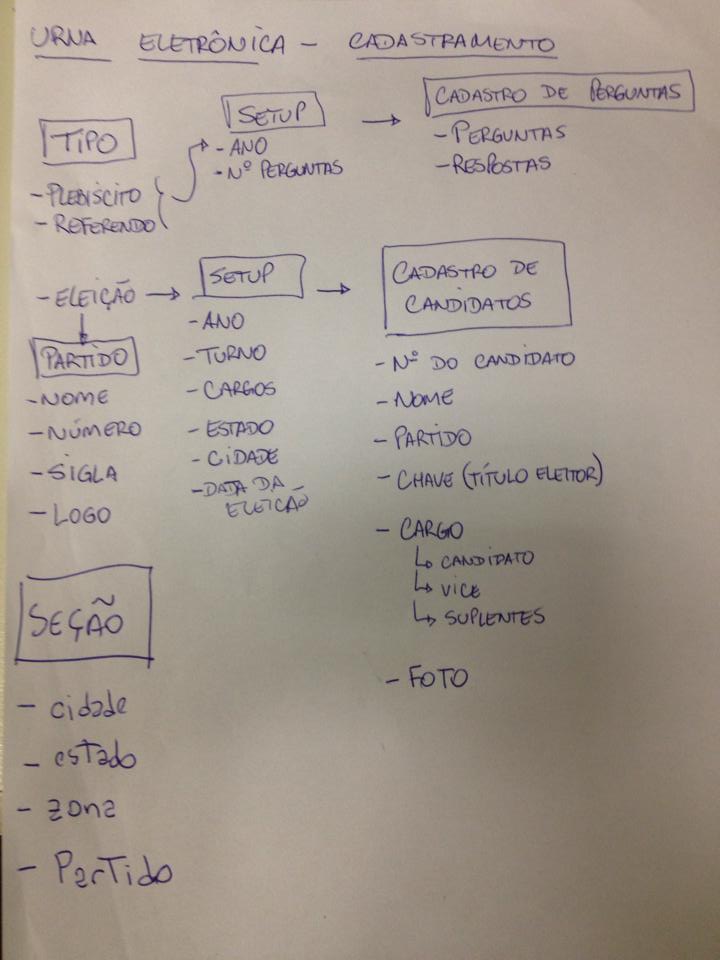 URNA ELETRÔNICA - CADASTRAMENTO
TIPO
- PLEBISCITO
- REFERENDO
SETUP
- ANO
- Nº PERGUNTAS
CADASTRO DE PERGUNTAS
- PERGUNTAS
- RESPOSTAS
- ELEIÇÃO
SETUP
- ANO
- TURNO
- CARGOS
- ESTADO
- CIDADE
- DATA DA
ELEICÃO
CADASTRO DE
CANDIDATOS
- Nº DO CANDIDATO
- NOME
- PARTIDO
- CHAVE (TÍTULO ELEITOR)
- CARGO
↳ CANDIDATO
↳ VICE
↳ SUPLENTES
- FOTO
PARTIDO
- NOME
- NÚMERO
- SIGLA
- LOGO
SEÇÃO
- cidade
- estado
- zona
- Partido